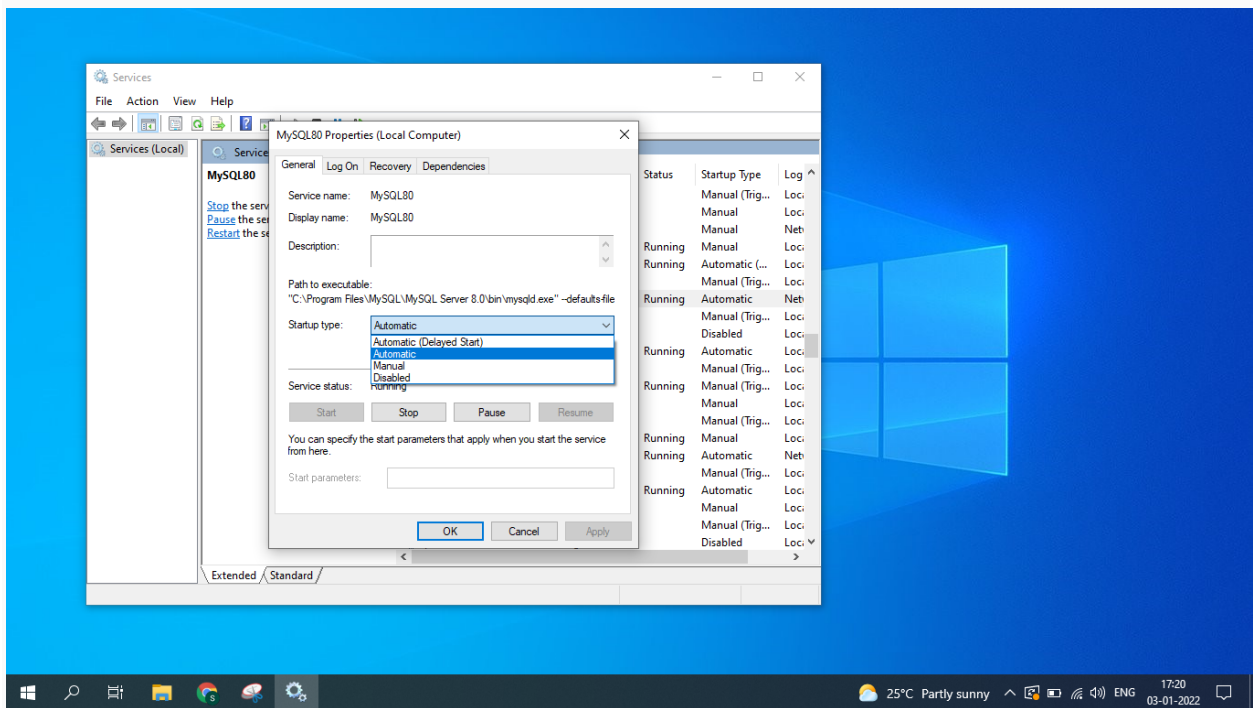 Services
File Action View Help
Services (Local)
Service
MySQL80
Stop the serv
Pause the ser
Restart the se
MySQL80 Properties (Local Computer)
General Log On Recovery Dependencies
Service name: MySQL80
Display name: MySQL80
Description:
Path to executable:
"C:\Program Files\MySQL\MySQL Server 8.0\bin\mysqld.exe" --defaults-file
Startup type: Automatic
Automatic (Delayed Start)
Automatic
Manual
Disabled
Service status: Running
Start Stop Pause Resume
You can specify the start parameters that apply when you start the service
from here.
Start parameters:
OK Cancel Apply
Status Startup Type Log
Manual (Trig... Loca
Manual Loca
Manual Net
Running Manual Loca
Running Automatic (... Loca
Manual (Trig... Loca
Running Automatic Net
Manual (Trig... Loca
Disabled Loca
Running Automatic Loca
Manual (Trig... Loca
Running Manual (Trig... Loca
Manual Loca
Manual (Trig... Loca
Running Manual Loca
Running Automatic Net
Manual (Trig... Loca
Running Automatic Loca
Manual Loca
Manual (Trig... Loca
Disabled Loca
Extended Standard
25°C Partly sunny ENG 17:20
03-01-2022